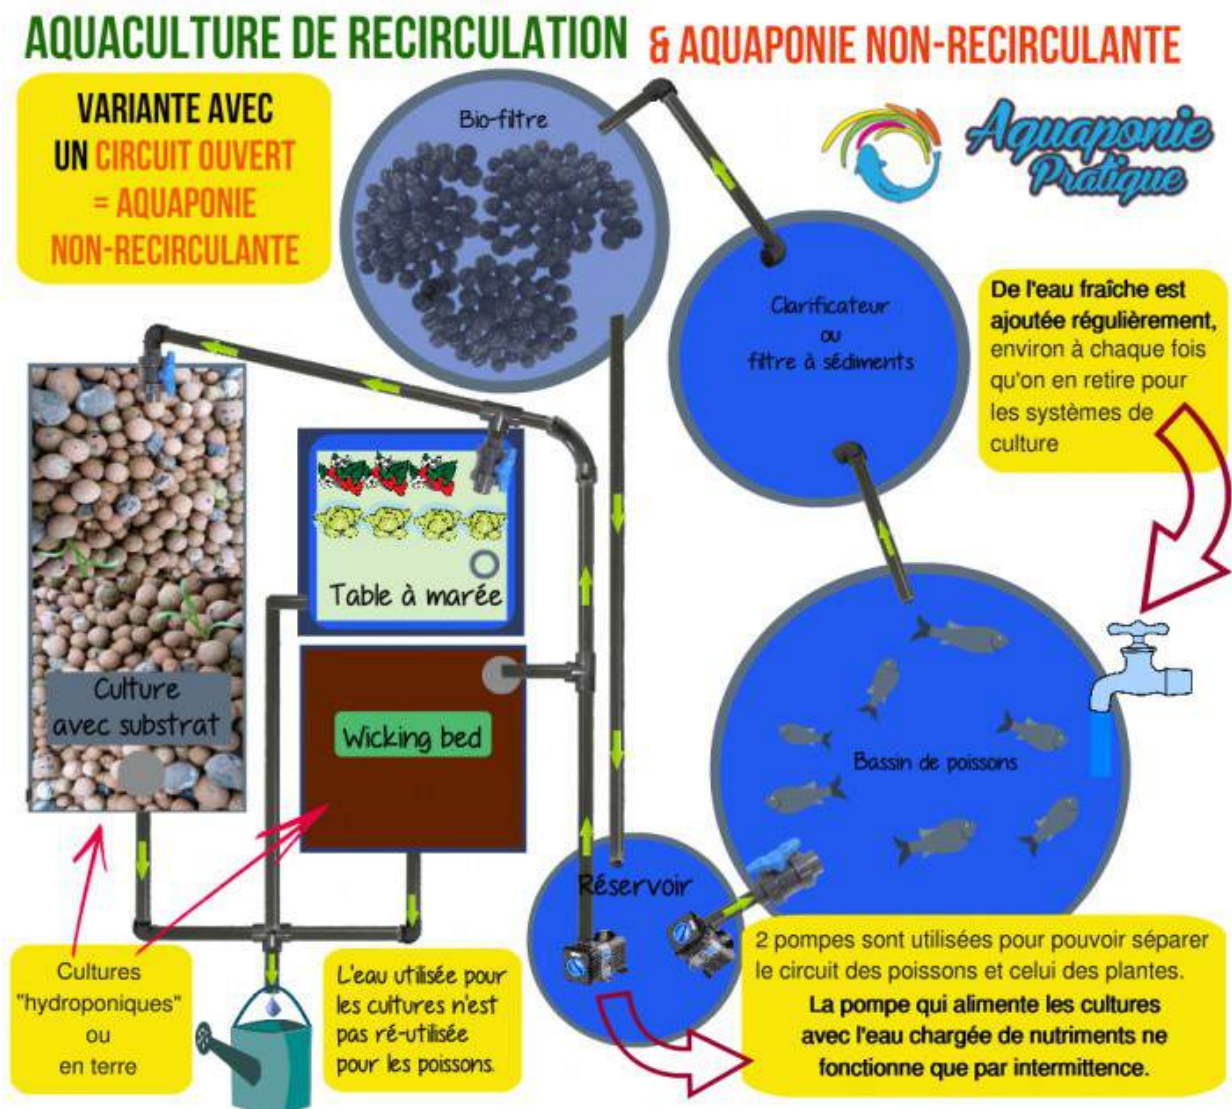 AQUACULTURE DE RECIRCULATION & AQUAPONIE NON-RECIRCULANTE
VARIANTE AVEC
UN CIRCUIT OUVERT
= AQUAPONIE
NON-RECIRCULANTE
Bio-filtre
Aquaponie
Pratique
Clarificateur
ou
filtre à sédiments
De l'eau fraîche est
ajoutée régulièrement,
environ à chaque fois
qu'on en retire pour
les systèmes de
culture
Table à marée
Culture
avec substrat
Wicking bed
Bassin de poissons
Réservoir
Cultures
"hydroponiques"
ou
en terre
L'eau utilisée pour
les cultures n'est
pas ré-utilisée
pour les poissons.
2 pompes sont utilisées pour pouvoir séparer
le circuit des poissons et celui des plantes.
La pompe qui alimente les cultures
avec l'eau chargée de nutriments ne
fonctionne que par intermittence.